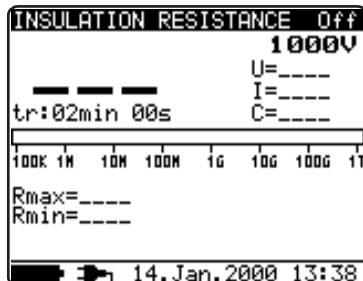 INSULATION RESISTANCE Off
1000V
U=____
I=____
tr:02min 00s C=____
100K 1M 10M 100M 1G 10G 100G 1T
Rmax=____
Rmin=____
14.Jan.2000 13:38